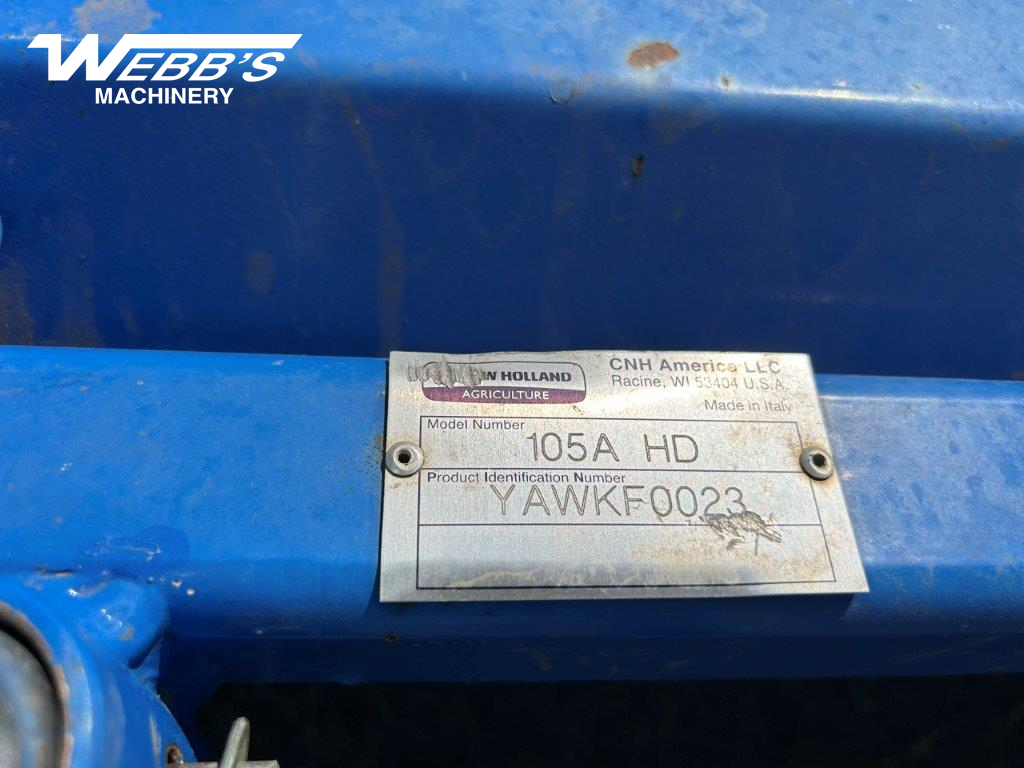 WEBB'S
MACHINERY
HOLLAND
AGRICULTURE
CNH America LLC
Racine, WI 53404 U.S.A.
Made in Italy
Model Number
105A HD
Product Identification Number
YAWKF0023